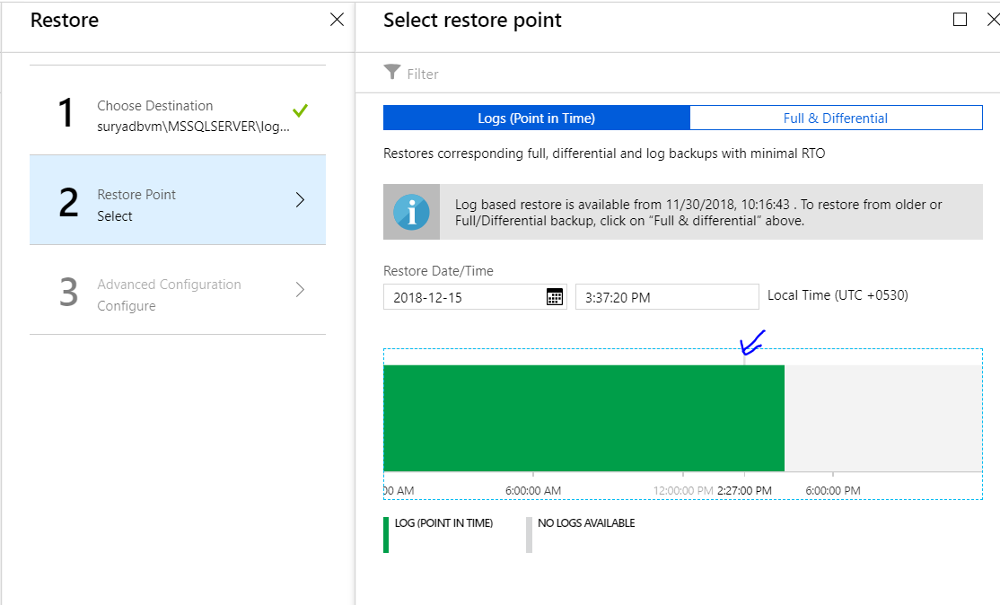 Restore
Select restore point
Filter
1
Choose Destination
suryadbvm\MSSQLSERVER\log...
2
Restore Point
Select
3
Advanced Configuration
Configure
Logs (Point in Time)
Full & Differential
Restores corresponding full, differential and log backups with minimal RTO
Log based restore is available from 11/30/2018, 10:16:43 . To restore from older or
Full/Differential backup, click on “Full & differential” above.
Restore Date/Time
2018-12-15
3:37:20 PM
Local Time (UTC +0530)
00 AM
6:00:00 AM
12:00:00 PM
2:27:00 PM
6:00:00 PM
LOG (POINT IN TIME)
NO LOGS AVAILABLE